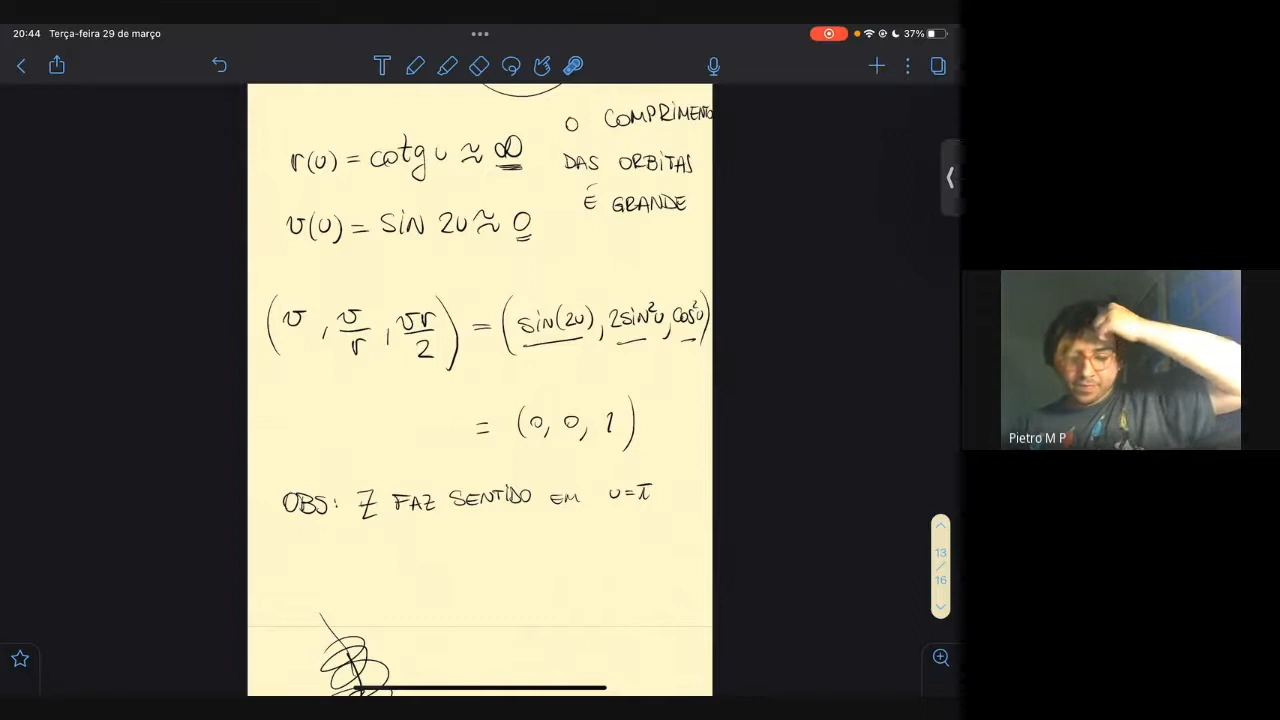 20:44 Terça-feira 29 de março
37%
r(u) = cotg u ≈ ∞
O COMPRIMENTO
DAS ORBITAS
É GRANDE
v(u) = sin 2u ≈ 0
(v, v/r, vr/2) = (sin(2u), 2sin²u, cos²u)
= (0, 0, 1)
OBS: Z FAZ SENTIDO EM u=π
13
/
16
Pietro M P